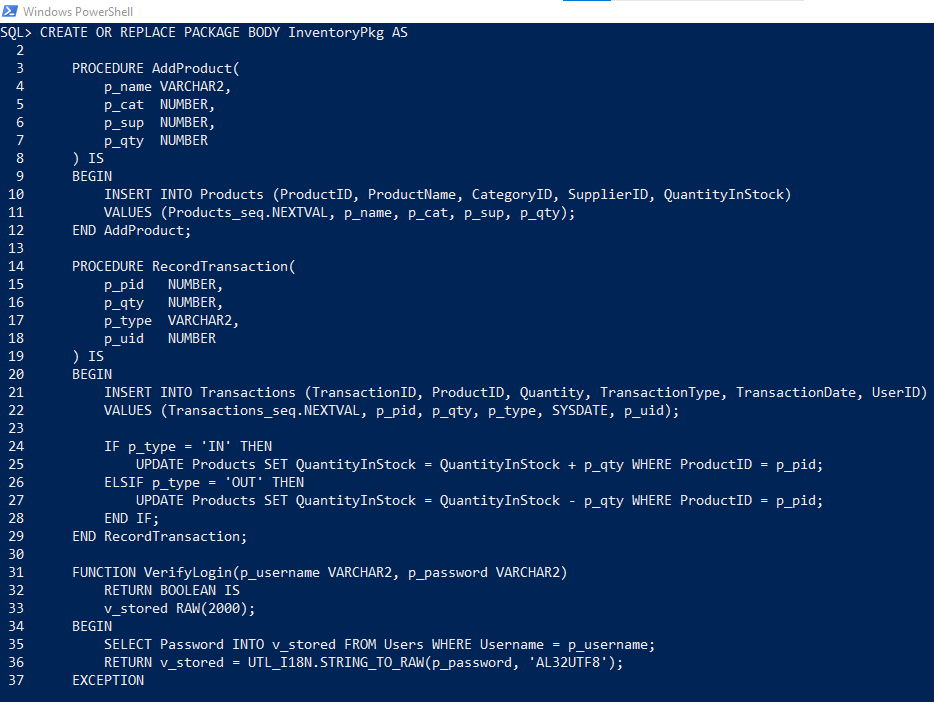 Windows PowerShell
SQL> CREATE OR REPLACE PACKAGE BODY InventoryPkg AS
  2
  3      PROCEDURE AddProduct(
  4          p_name VARCHAR2,
  5          p_cat  NUMBER,
  6          p_sup  NUMBER,
  7          p_qty  NUMBER
  8      ) IS
  9      BEGIN
 10          INSERT INTO Products (ProductID, ProductName, CategoryID, SupplierID, QuantityInStock)
 11          VALUES (Products_seq.NEXTVAL, p_name, p_cat, p_sup, p_qty);
 12      END AddProduct;
 13
 14      PROCEDURE RecordTransaction(
 15          p_pid   NUMBER,
 16          p_qty   NUMBER,
 17          p_type  VARCHAR2,
 18          p_uid   NUMBER
 19      ) IS
 20      BEGIN
 21          INSERT INTO Transactions (TransactionID, ProductID, Quantity, TransactionType, TransactionDate, UserID)
 22          VALUES (Transactions_seq.NEXTVAL, p_pid, p_qty, p_type, SYSDATE, p_uid);
 23
 24          IF p_type = 'IN' THEN
 25              UPDATE Products SET QuantityInStock = QuantityInStock + p_qty WHERE ProductID = p_pid;
 26          ELSIF p_type = 'OUT' THEN
 27              UPDATE Products SET QuantityInStock = QuantityInStock - p_qty WHERE ProductID = p_pid;
 28          END IF;
 29      END RecordTransaction;
 30
 31      FUNCTION VerifyLogin(p_username VARCHAR2, p_password VARCHAR2)
 32          RETURN BOOLEAN IS
 33          v_stored RAW(2000);
 34      BEGIN
 35          SELECT Password INTO v_stored FROM Users WHERE Username = p_username;
 36          RETURN v_stored = UTL_I18N.STRING_TO_RAW(p_password, 'AL32UTF8');
 37      EXCEPTION